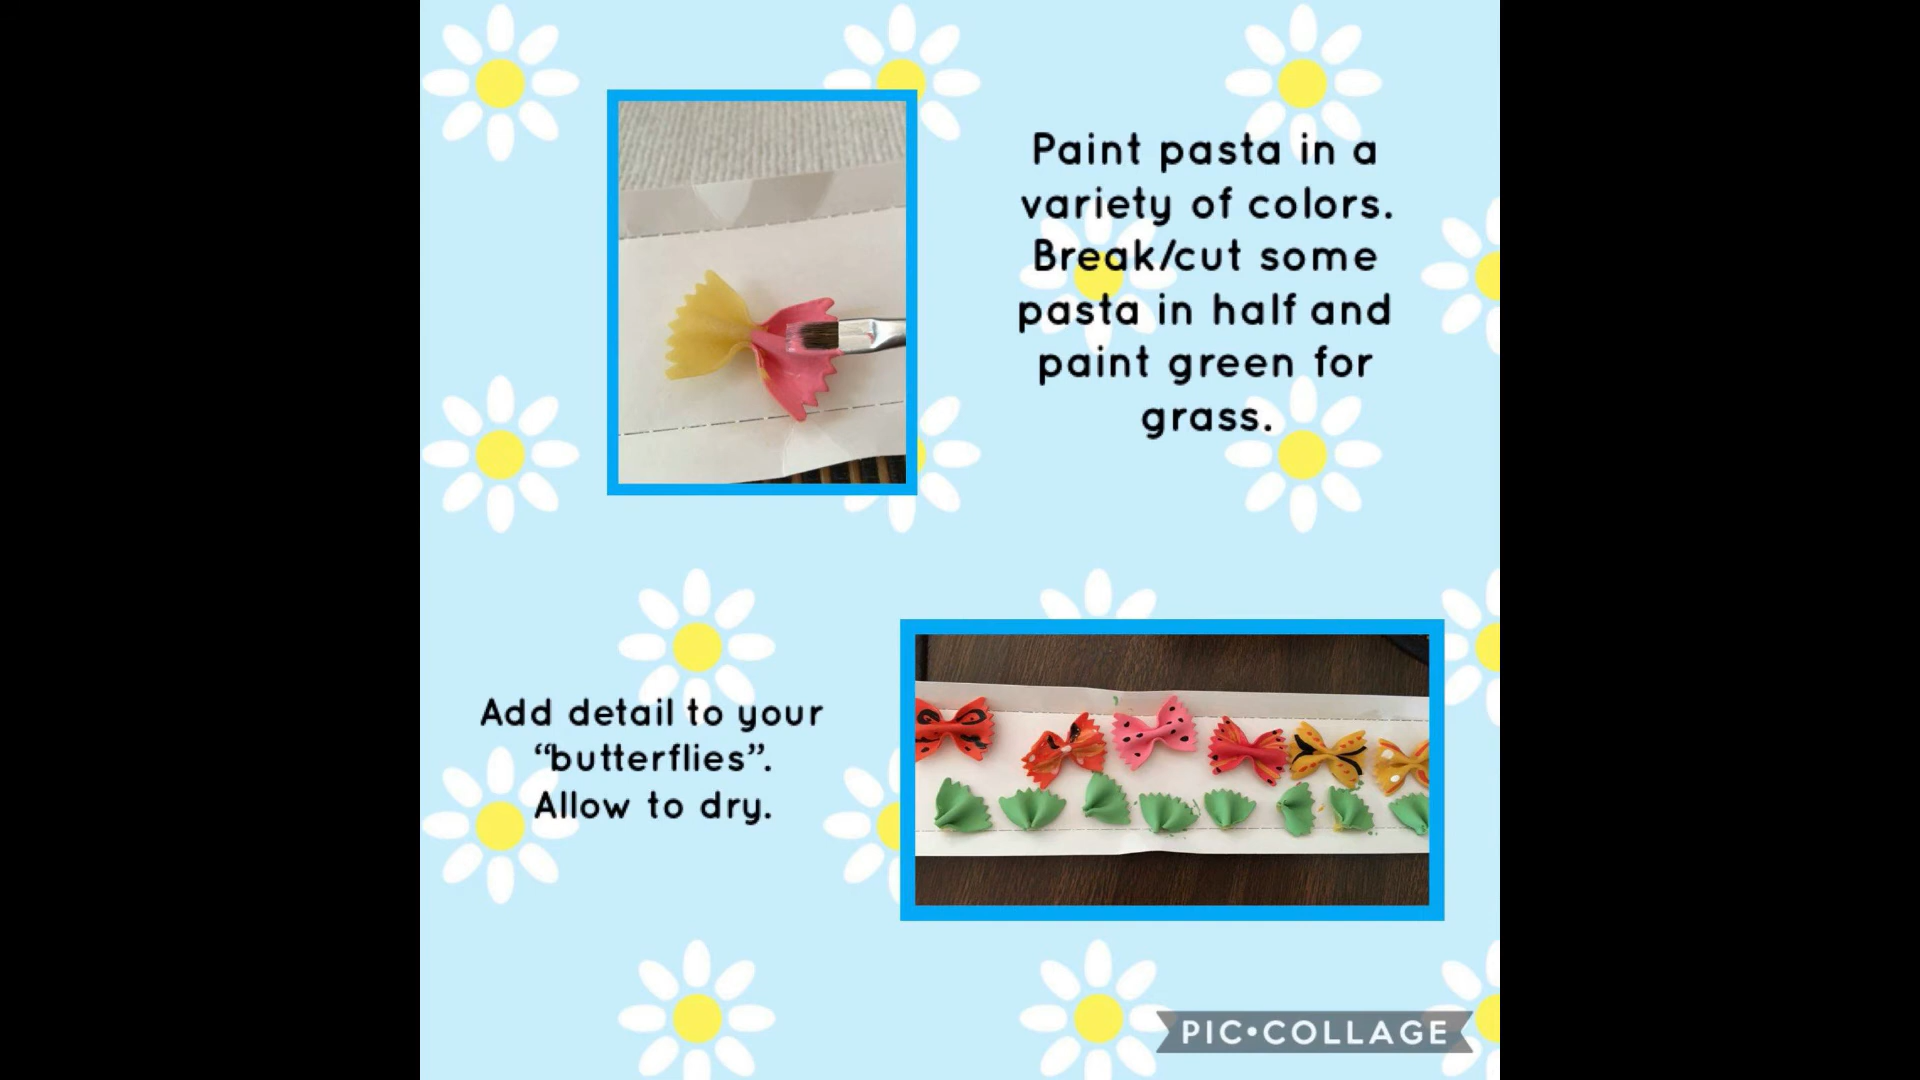 Paint pasta in a
variety of colors.
Break/cut some
pasta in half and
paint green for
grass.
Add detail to your
“butterflies”.
Allow to dry.
PIC•COLLAGE